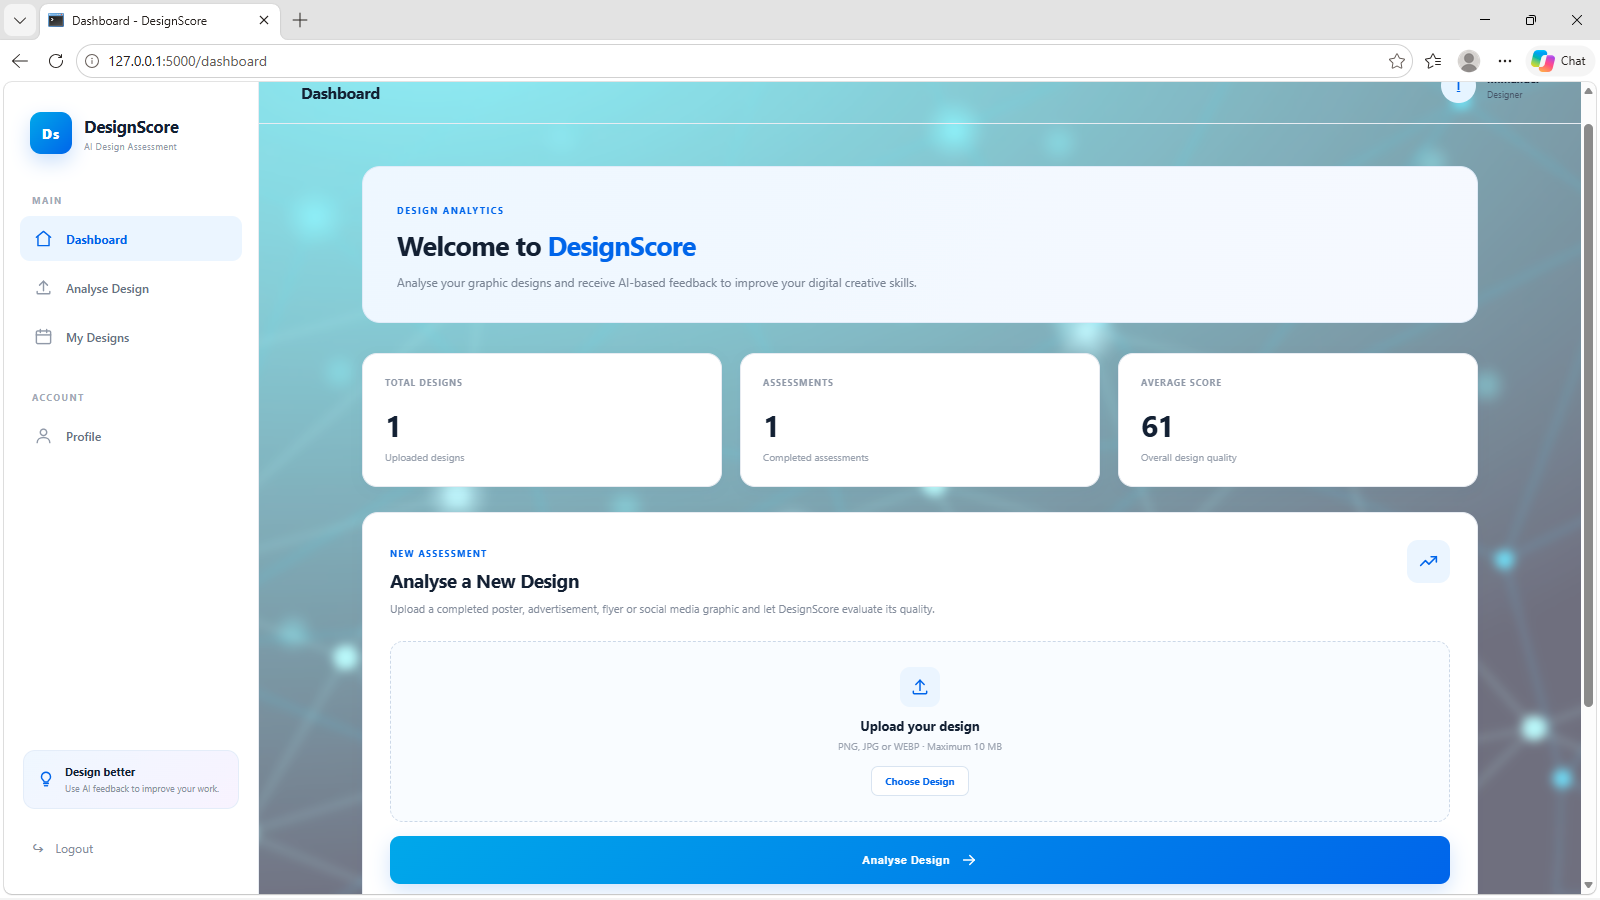 Dashboard - DesignScore
127.0.0.1:5000/dashboard
Chat
Ds
DesignScore
AI Design Assessment
MAIN
Dashboard
Analyse Design
My Designs
ACCOUNT
Profile
Design better
Use AI feedback to improve your work.
Logout
Dashboard
I
Designer
DESIGN ANALYTICS
Welcome to DesignScore
Analyse your graphic designs and receive AI-based feedback to improve your digital creative skills.
TOTAL DESIGNS
1
Uploaded designs
ASSESSMENTS
1
Completed assessments
AVERAGE SCORE
61
Overall design quality
NEW ASSESSMENT
Analyse a New Design
Upload a completed poster, advertisement, flyer or social media graphic and let DesignScore evaluate its quality.
Upload your design
PNG, JPG or WEBP · Maximum 10 MB
Choose Design
Analyse Design